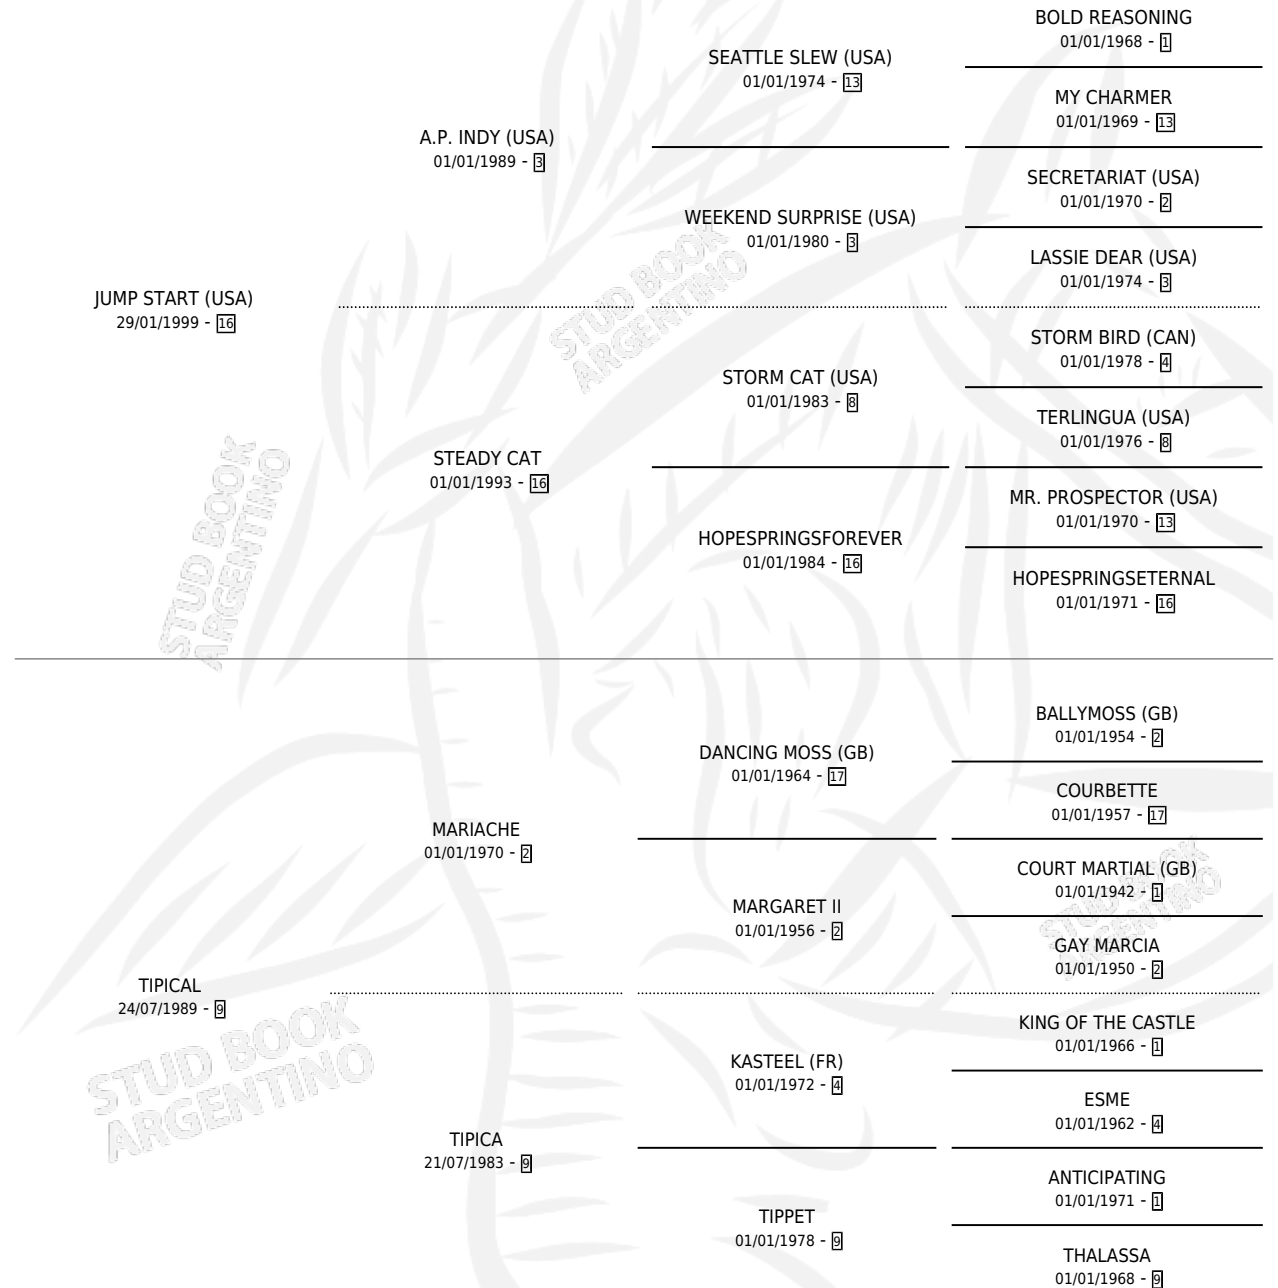 BOLD REASONING
01/01/1968 - 1
SEATTLE SLEW (USA)
01/01/1974 - 13
MY CHARMER
01/01/1969 - 13
A.P. INDY (USA)
01/01/1989 - 3
SECRETARIAT (USA)
01/01/1970 - 2
WEEKEND SURPRISE (USA)
01/01/1980 - 3
LASSIE DEAR (USA)
01/01/1974 - 3
STUD BOOK
ARGENTINO
JUMP START (USA)
29/01/1999 - 16
STORM BIRD (CAN)
01/01/1978 - 4
STORM CAT (USA)
01/01/1983 - 8
TERLINGUA (USA)
01/01/1976 - 8
STEADY CAT
01/01/1993 - 16
MR. PROSPECTOR (USA)
01/01/1970 - 13
HOPESPRINGSFOREVER
01/01/1984 - 16
HOPESPRINGSETERNAL
01/01/1971 - 16
STUD BOOK
ARGENTINO
BALLYMOSS (GB)
01/01/1954 - 2
DANCING MOSS (GB)
01/01/1964 - 17
COURBETTE
01/01/1957 - 17
MARIACHE
01/01/1970 - 2
COURT MARTIAL (GB)
01/01/1942 - 1
MARGARET II
01/01/1956 - 2
STUD BOOK
ARGENTINO
GAY MARCIA
01/01/1950 - 2
TIPICAL
24/07/1989 - 9
KING OF THE CASTLE
01/01/1966 - 1
KASTEEL (FR)
01/01/1972 - 4
STUD BOOK
ARGENTINO
ESME
01/01/1962 - 4
TIPICA
21/07/1983 - 9
ANTICIPATING
01/01/1971 - 1
TIPPET
01/01/1978 - 9
THALASSA
01/01/1968 - 9